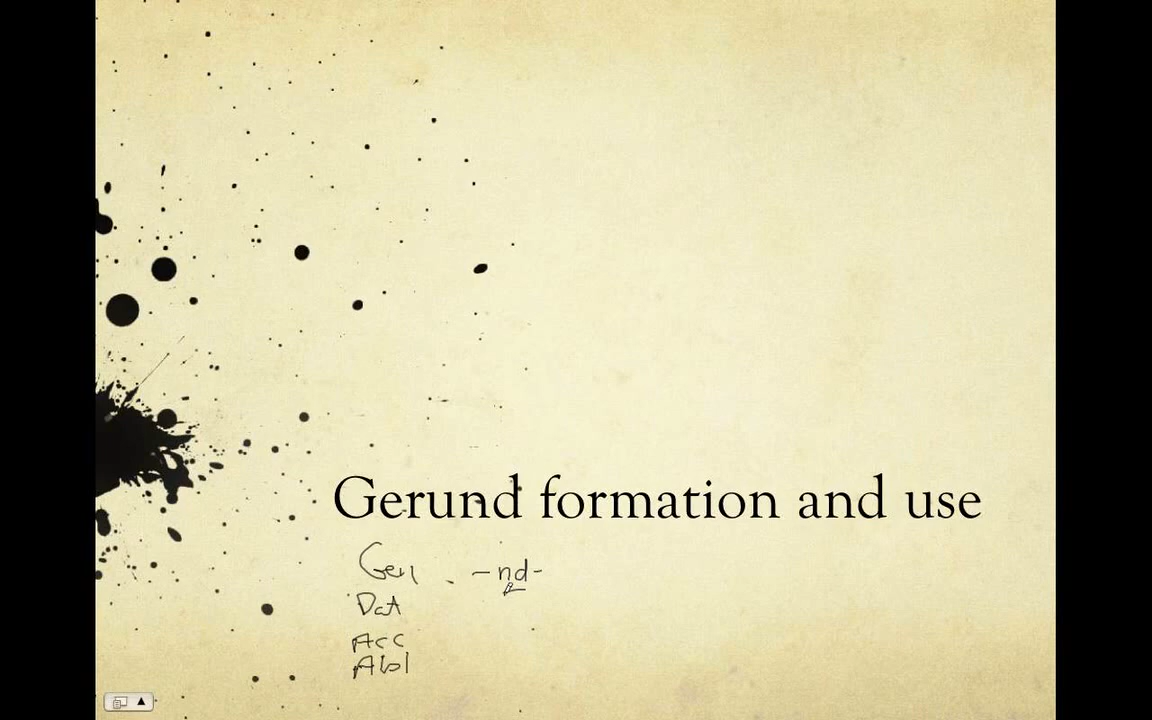 Gerund formation and use
Gen - -nd-
Dat
Acc
Abl